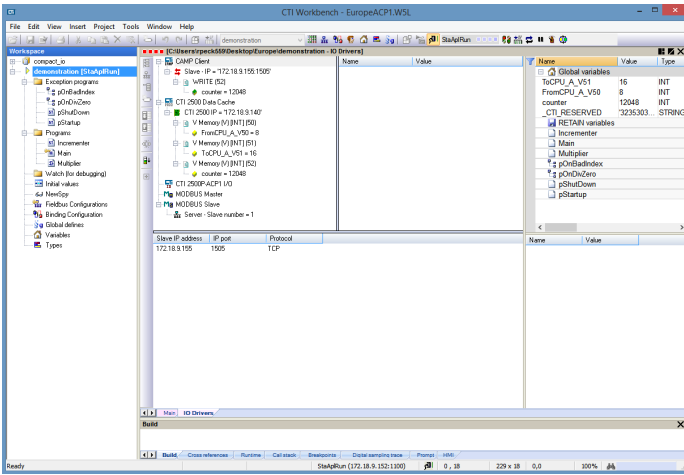 CTI Workbench - EuropeACP1.W5L
File Edit View Insert Project Tools Window Help
demonstration
StaAplRun
Workspace
compact_io
demonstration [StaAplRun]
Exception programs
pOnBadIndex
pOnDivZero
pShutDown
pStartup
Programs
Incrementer
Main
Multiplier
Watch (for debugging)
Initial values
NewSpy
Fieldbus Configurations
Binding Configuration
Global defines
Variables
Types
[C:\Users\rpeck559\Desktop\Europe\demonstration - IO Drivers]
CAMP Client
Slave - IP = '172.18.9.155:1505'
WRITE (52)
counter = 12048
CTI 2500 Data Cache
CTI 2500 IP = '172.18.9.140'
V Memory (V) [INT] (50)
FromCPU_A_V50 = 8
V Memory (V) [INT] (51)
ToCPU_A_V51 = 16
V Memory (V) [INT] (52)
counter = 12048
CTI 2500P-ACP1 I/O
MODBUS Master
MODBUS Slave
Server - Slave number = 1
Name Value
Slave IP address IP port Protocol
172.18.9.155 1505 TCP
Main IO Drivers
Name Value Type
Global variables
ToCPU_A_V51 16 INT
FromCPU_A_V50 8 INT
counter 12048 INT
_CTI_RESERVED '3235303... STRING
RETAIN variables
Incrementer
Main
Multiplier
pOnBadIndex
pOnDivZero
pShutDown
pStartup
Name Value
Build
Build Cross references Runtime Call stack Breakpoints Digital sampling trace Prompt HMI
Ready StaAplRun (172.18.9.152:1100) 0 , 18 229 x 18 0,0 100%